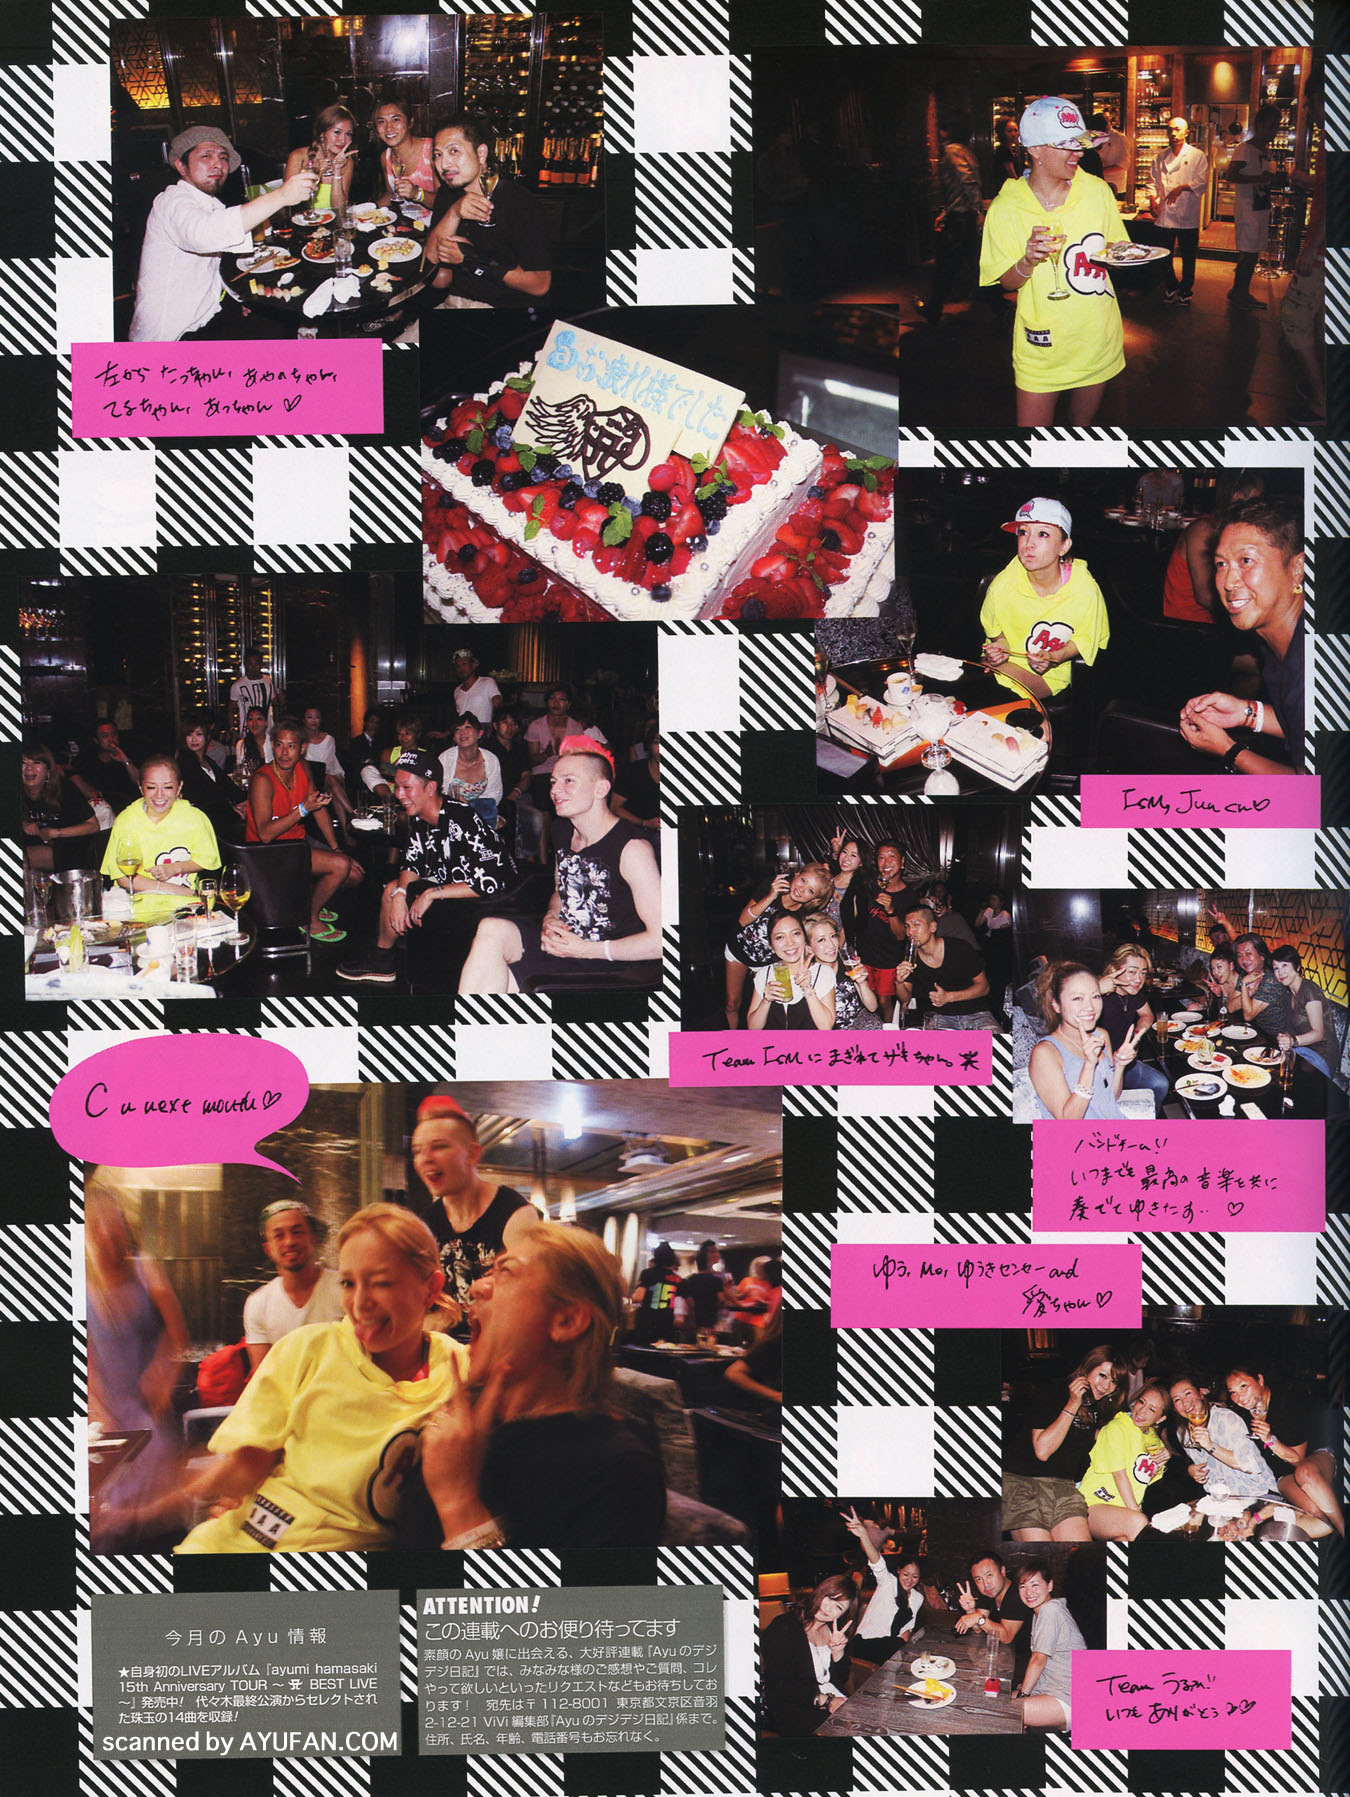 左から たっちゃん、あやのちゃん、
てるちゃん、あっちゃん♡
お疲れ様でした
AA
AA
ISM, Jun cn♡
AA
Team ISMにまぎれてザキちゃん。笑
C u next month♡
バンドチーム!!
いつまでも最高の音楽を共に
奏でてゆきたす‥♡
ゆう, Mo, ゆうきセンセー and
愛ちゃん♡
15
SAA
AA
ATTENTION!
この連載へのお便り待ってます
素顔のAyu嬢に出会える、大好評連載『Ayuのデジ
デジ日記』では、みなみな様のご感想やご質問、コレ
やって欲しいといったリクエストなどもお待ちしてお
ります! 宛先は〒112-8001 東京都文京区音羽
2-12-21 ViVi編集部『Ayuのデジデジ日記』係まで。
住所、氏名、年齢、電話番号もお忘れなく。
今月のAyu情報
★自身初のLIVEアルバム『ayumi hamasaki
15th Anniversary TOUR ~ A BEST LIVE
~』発売中! 代々木最終公演からセレクトされ
た珠玉の14曲を収録!
scanned by AYUFAN.COM
Team うるふ!!
いつもありがとう♡♡